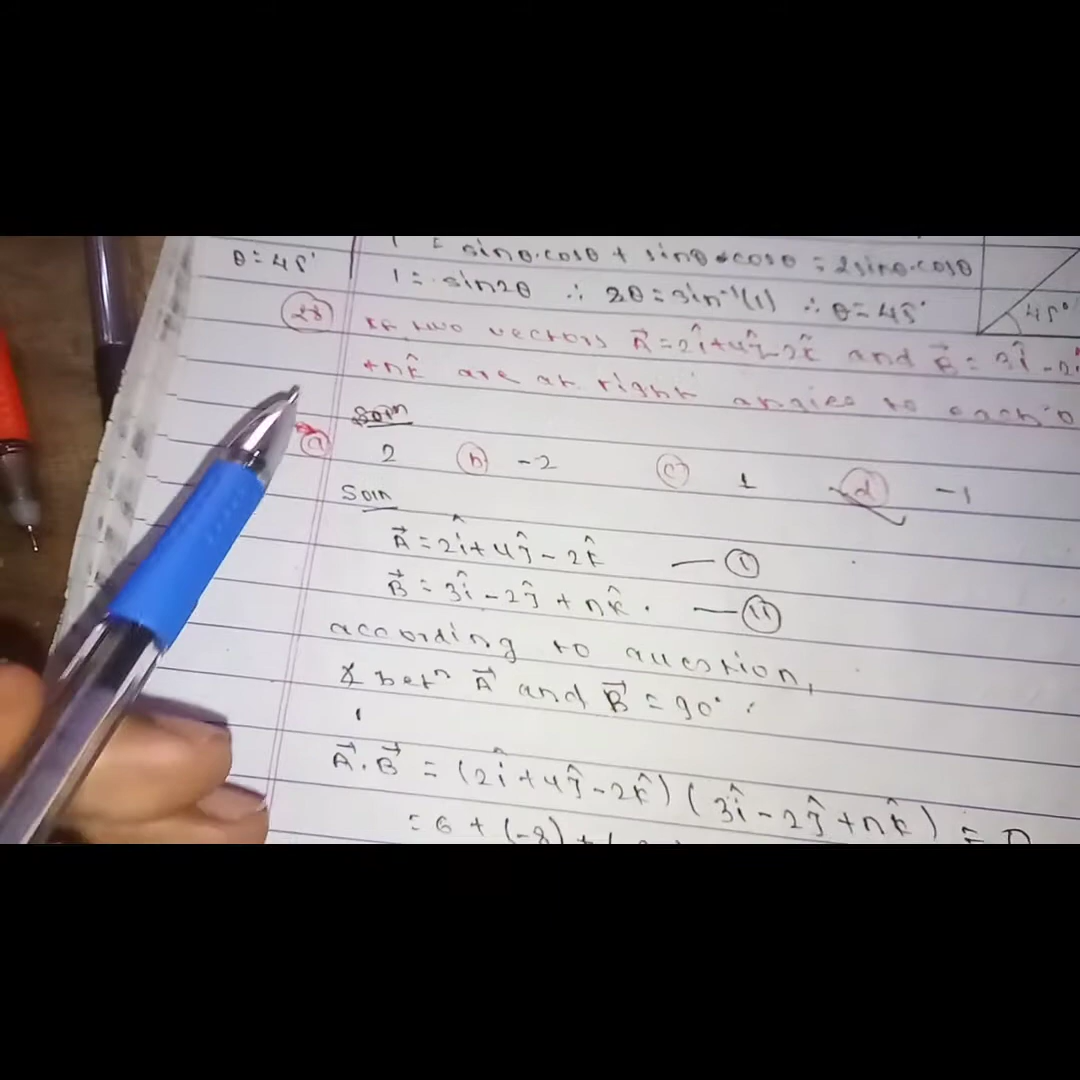 1 = sinθ.cosθ + sinθ.cosθ = 2sinθ.cosθ
θ = 45°
1 = sin2θ ∴ 2θ = sin⁻¹(1) ∴ θ = 45°
45°
(28) If two vectors A⃗ = 2î+4ĵ-2k̂ and B⃗ = 3î-2ĵ
+nk̂ are at right angles to each o
Soln
(a) 2 (b) -2 (c) 1 (d) -1
Soln
A⃗ = 2î+4ĵ-2k̂ — (i)
B⃗ = 3î-2ĵ+nk̂. — (ii)
according to question,
∡ betⁿ A⃗ and B⃗ = 90°.
A⃗.B⃗ = (2î+4ĵ-2k̂)(3î-2ĵ+nk̂) = 0
= 6 + (-8) + (